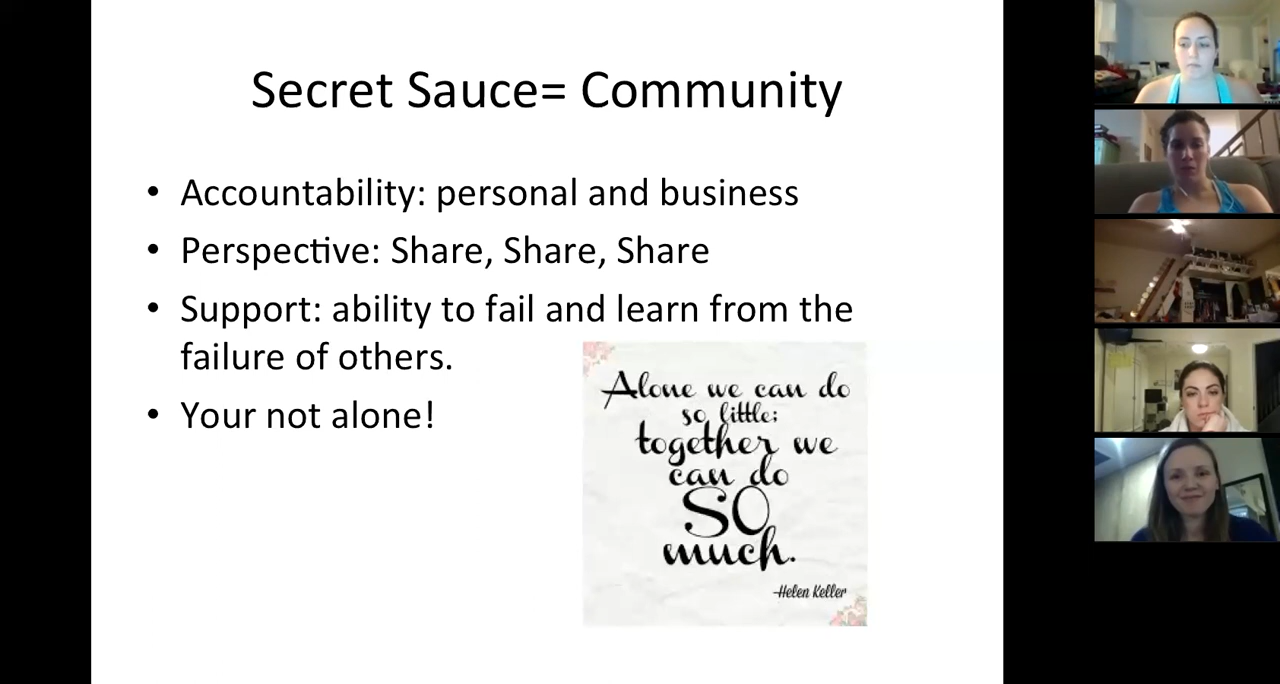 Secret Sauce= Community
• Accountability: personal and business
• Perspective: Share, Share, Share
• Support: ability to fail and learn from the
failure of others.
• Your not alone!
Alone we can do
so little;
together we
can do
SO
much.
-Helen Keller